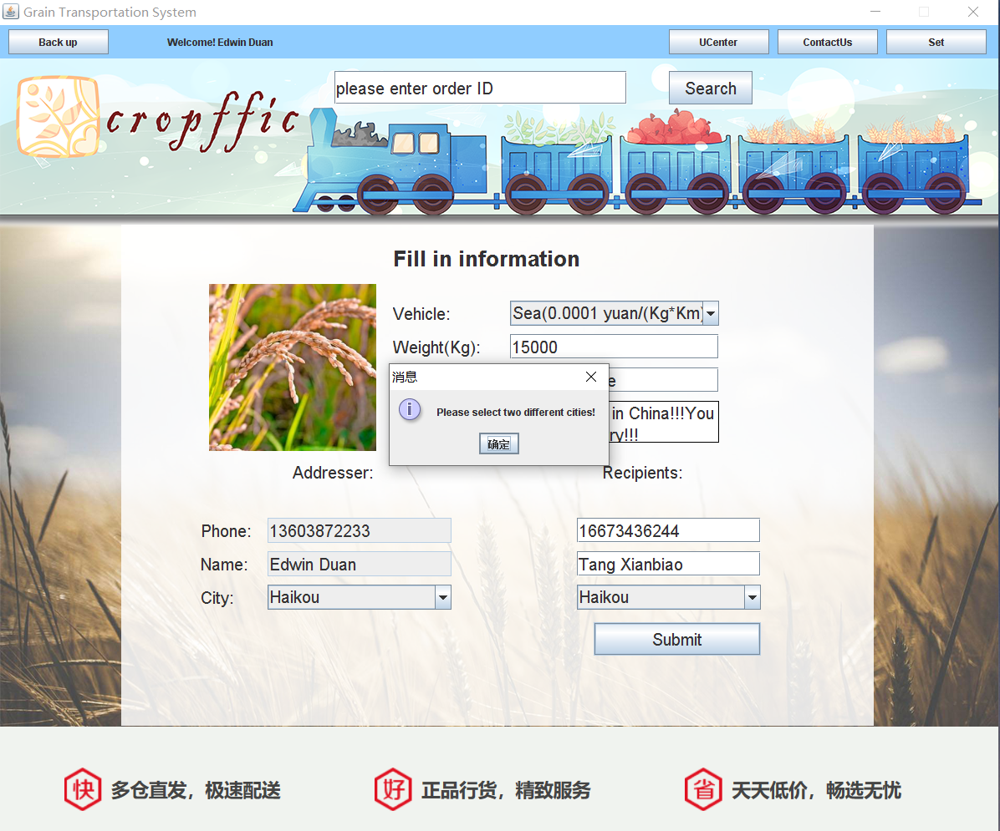 Grain Transportation System
Back up
Welcome! Edwin Duan
UCenter
ContactUs
Set
cropffic
please enter order ID
Search
Fill in information
Vehicle:
Sea(0.0001 yuan/(Kg*Km)
Weight(Kg):
15000
消息
e
Please select two different cities!
in China!!!You
ry!!!
确定
Addresser:
Recipients:
Phone:
13603872233
16673436244
Name:
Edwin Duan
Tang Xianbiao
City:
Haikou
Haikou
Submit
快 多仓直发，极速配送
好 正品行货，精致服务
省 天天低价，畅选无忧